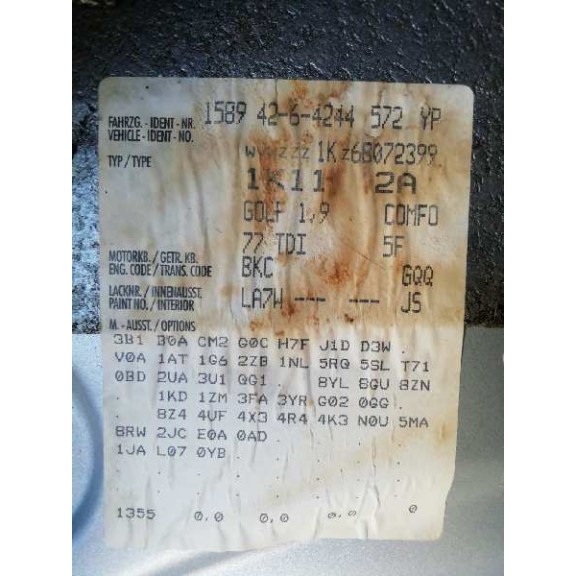 1589 42-6-4244 572 YP
FAHRZG. - IDENT - NR.
VEHICLE - IDENT - NO.
WVWZZZ1KZ6B072399
TYP / TYPE
1K11 2A
GOLF 1,9 COMFO
77 TDI 5F
MOTORKB. / GETR. KB.
ENG. CODE / TRANS. CODE
BKC GQQ
LACKNR. / INNENAUSST.
PAINT NO. / INTERIOR
LA7W --- --- JS
M. - AUSST. / OPTIONS
3B1 B0A CM2 G0C H7F J1D D3W .
V0A 1AT 1G6 2ZB 1NL 5RQ 5SL T71
0BD 2UA 3U1 QG1 . 8YL 8GU 8ZN
. 1KD 1ZM 3FA 3YR G02 0GG .
. 8Z4 4UF 4X3 4R4 4K3 N0U 5MA
8RW 2JC E0A 0AD .
1JA L07 0YB .
1355 0,0 0,0 0,0 0